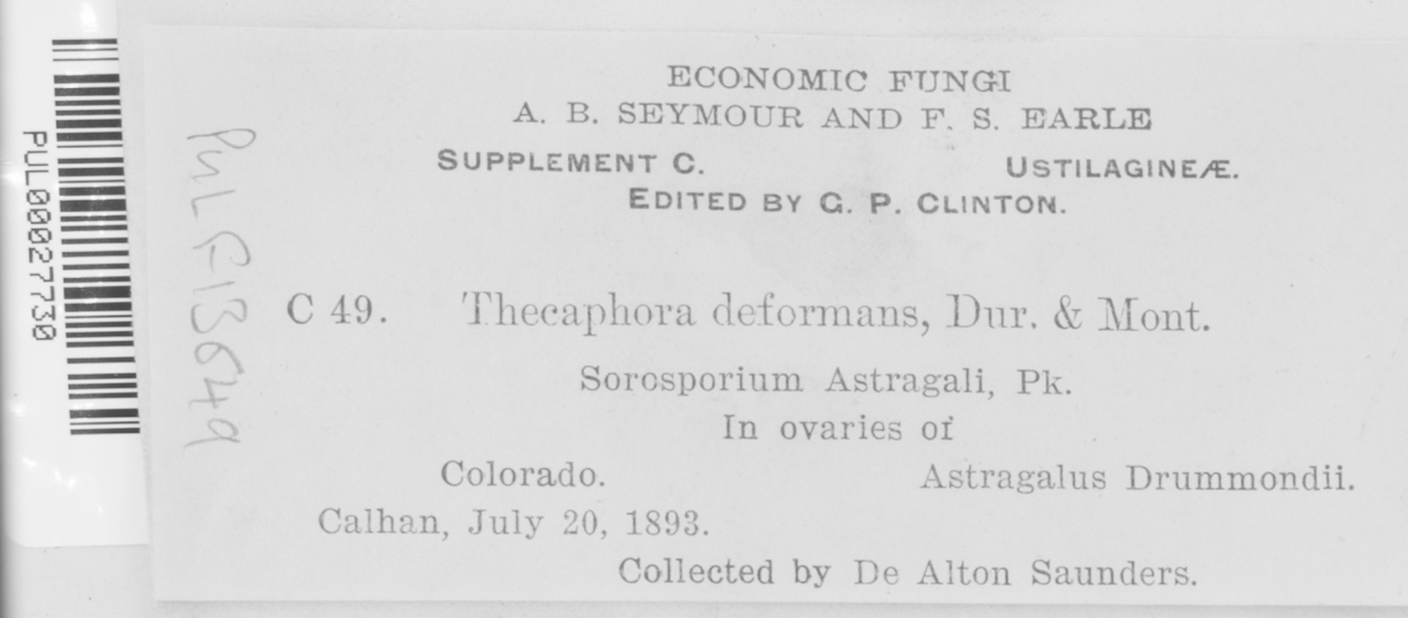 PUL00027730
PUL F13649
ECONOMIC FUNGI
A. B. SEYMOUR AND F. S. EARLE
SUPPLEMENT C. USTILAGINEÆ.
EDITED BY G. P. CLINTON.
C 49. Thecaphora deformans, Dur. & Mont.
Sorosporium Astragali, Pk.
In ovaries of
Colorado. Astragalus Drummondii.
Calhan, July 20, 1893.
Collected by De Alton Saunders.